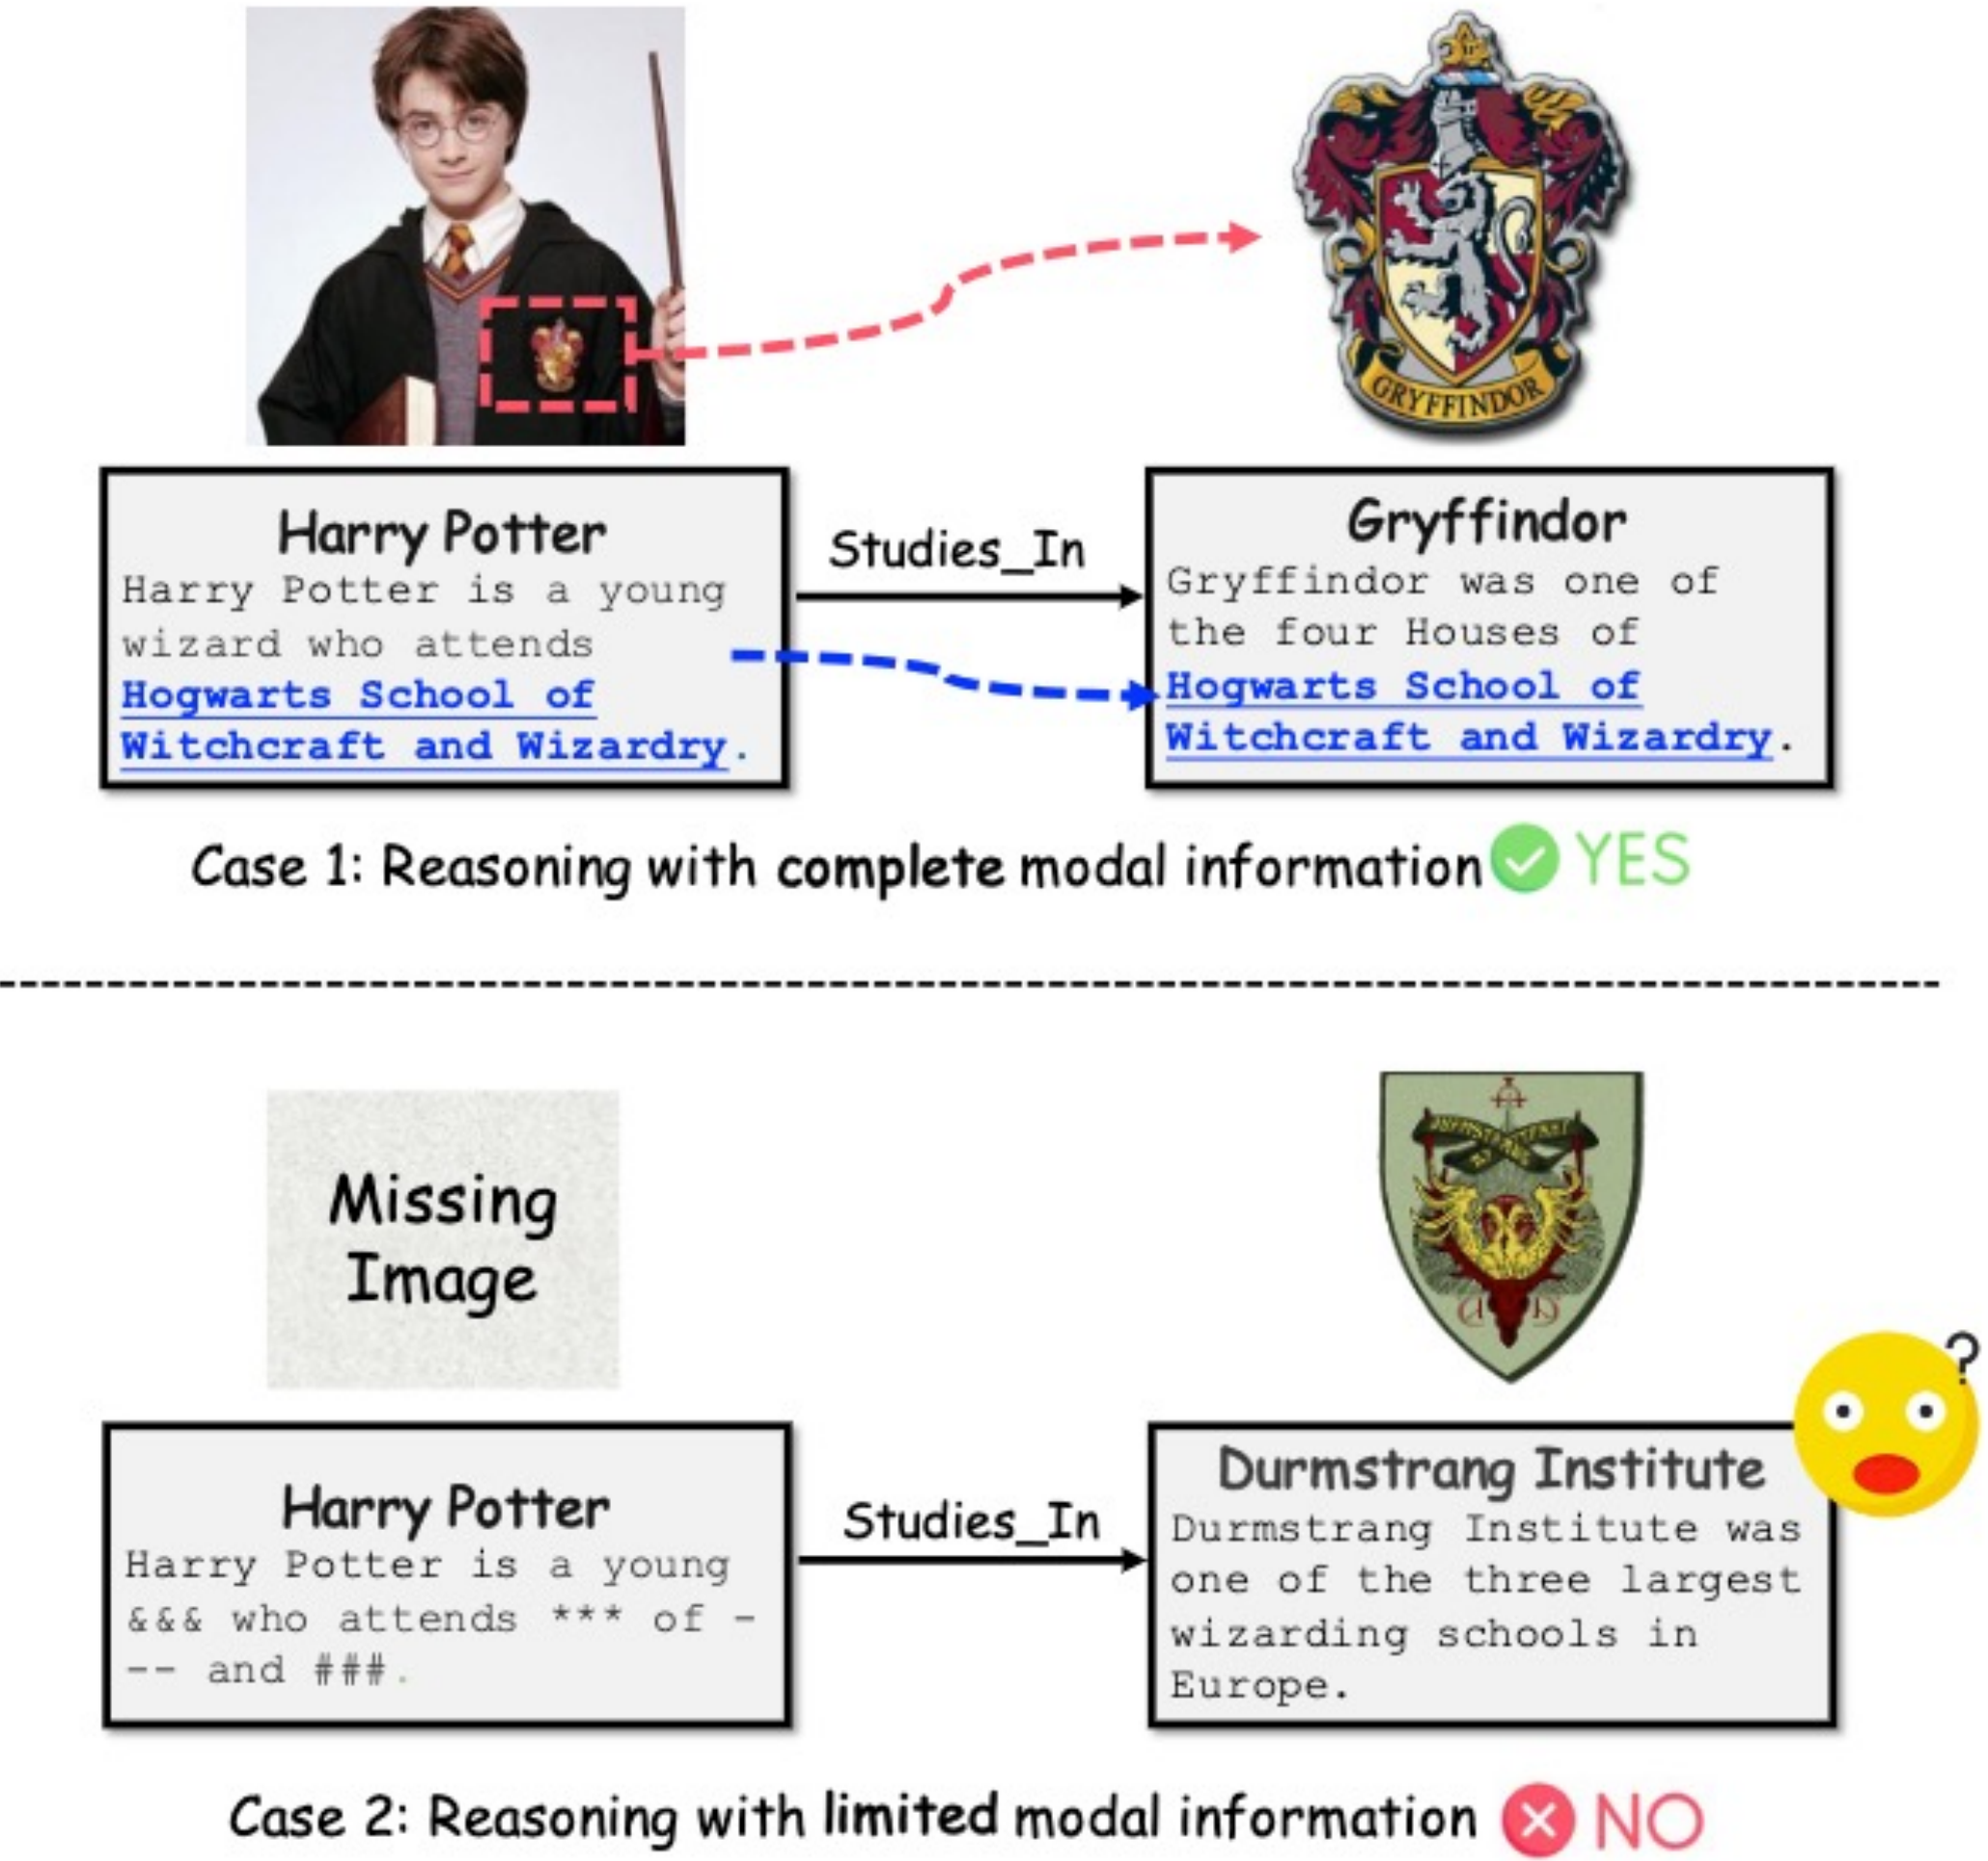 GRYFFINDOR
Harry Potter
Harry Potter is a young
wizard who attends
Hogwarts School of
Witchcraft and Wizardry.
Studies_In
Gryffindor
Gryffindor was one of
the four Houses of
Hogwarts School of
Witchcraft and Wizardry.
Case 1: Reasoning with complete modal information YES
Missing
Image
?
Harry Potter
Harry Potter is a young
&&& who attends *** of -
-- and ###.
Studies_In
Durmstrang Institute
Durmstrang Institute was
one of the three largest
wizarding schools in
Europe.
Case 2: Reasoning with limited modal information NO